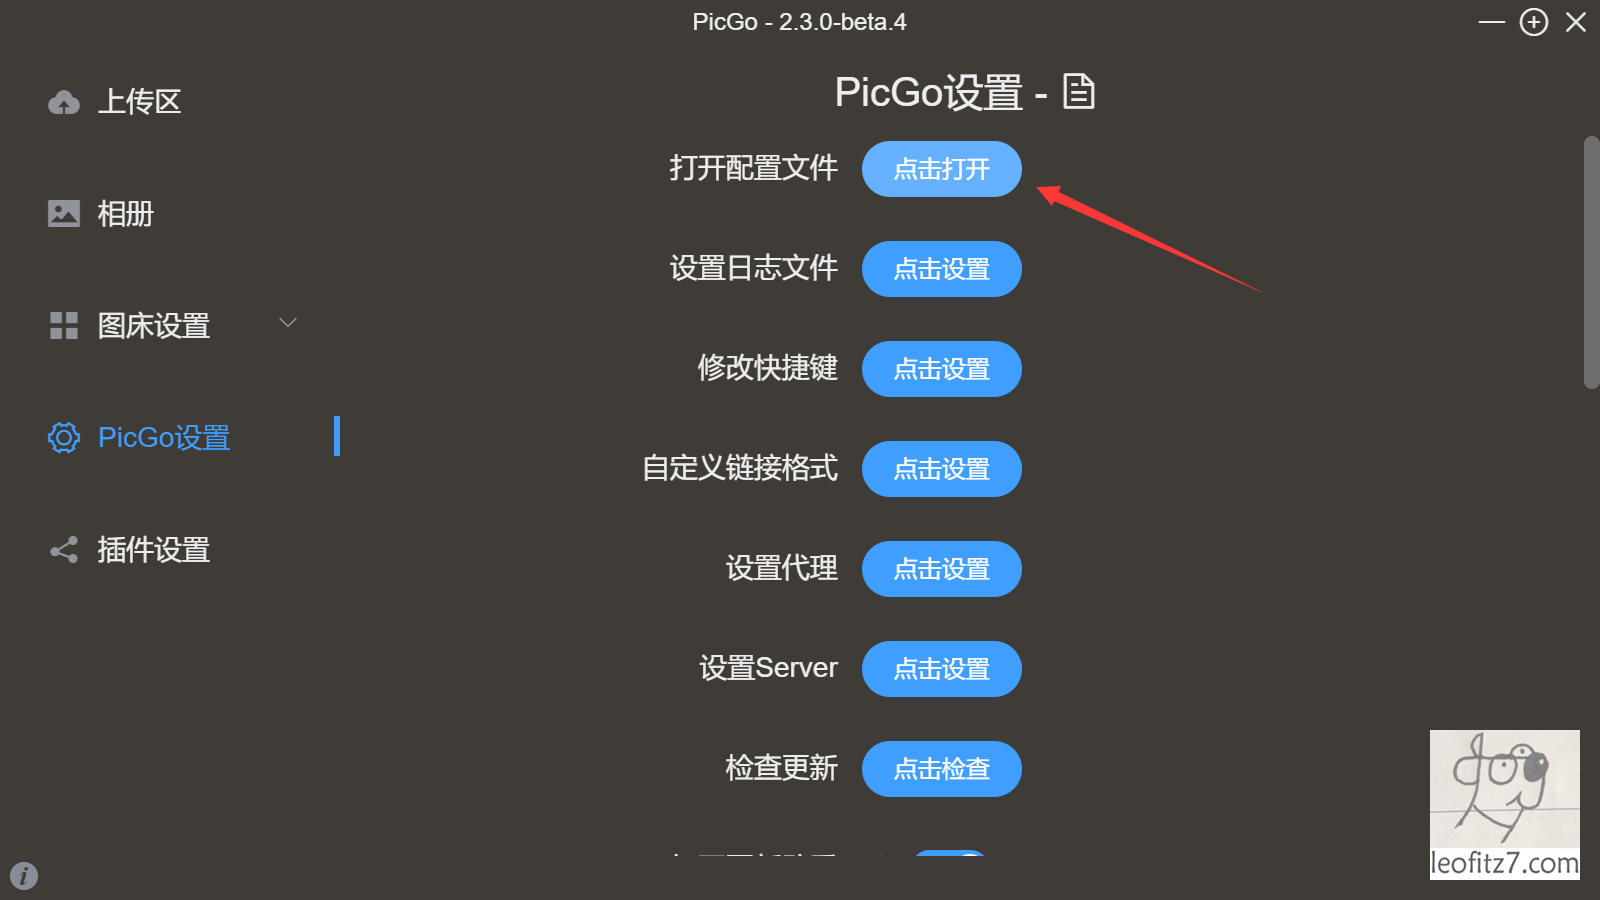 PicGo - 2.3.0-beta.4
上传区
相册
图床设置
PicGo设置
插件设置
PicGo设置 -
打开配置文件 点击打开
设置日志文件 点击设置
修改快捷键 点击设置
自定义链接格式 点击设置
设置代理 点击设置
设置Server 点击设置
检查更新 点击检查
leofitz7.com